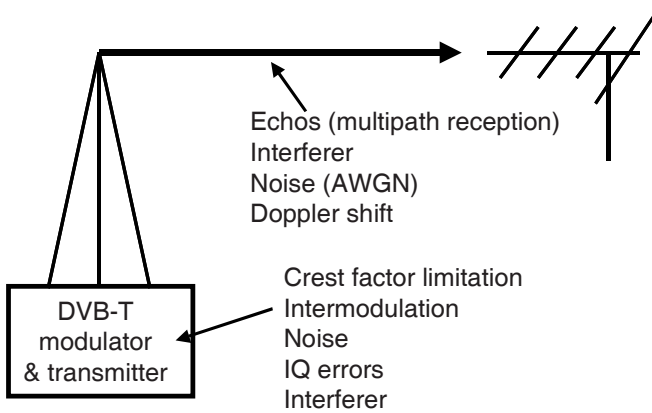 Echos (multipath reception)
Interferer
Noise (AWGN)
Doppler shift
Crest factor limitation
Intermodulation
Noise
IQ errors
Interferer
DVB-T
modulator
& transmitter